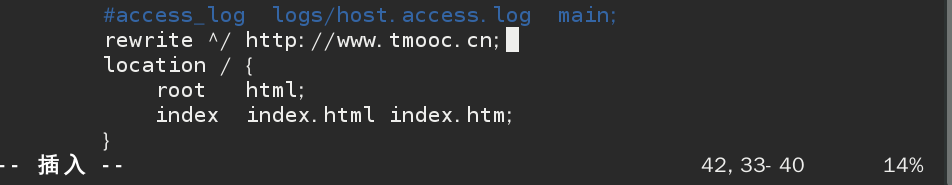 #access_log  logs/host.access.log  main;
rewrite ^/ http://www.tmooc.cn;
location / {
    root   html;
    index  index.html index.htm;
}
-- 插入 --    42, 33- 40    14%